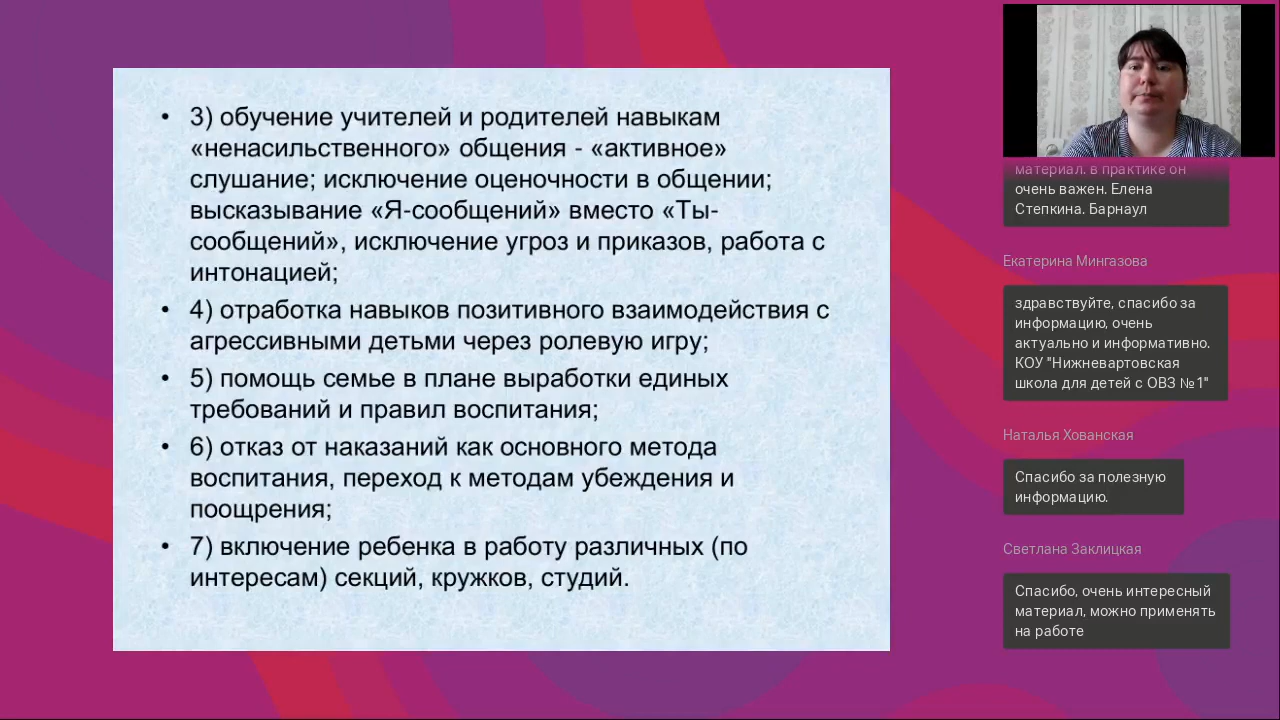 • 3) обучение учителей и родителей навыкам
«ненасильственного» общения - «активное»
слушание; исключение оценочности в общении;
высказывание «Я-сообщений» вместо «Ты-
сообщений», исключение угроз и приказов, работа с
интонацией;
• 4) отработка навыков позитивного взаимодействия с
агрессивными детьми через ролевую игру;
• 5) помощь семье в плане выработки единых
требований и правил воспитания;
• 6) отказ от наказаний как основного метода
воспитания, переход к методам убеждения и
поощрения;
• 7) включение ребенка в работу различных (по
интересам) секций, кружков, студий.
материал. в практике он
очень важен. Елена
Степкина. Барнаул
Екатерина Мингазова
здравствуйте, спасибо за
информацию, очень
актуально и информативно.
КОУ "Нижневартовская
школа для детей с ОВЗ №1"
Наталья Хованская
Спасибо за полезную
информацию.
Светлана Заклицкая
Спасибо, очень интересный
материал, можно применять
на работе